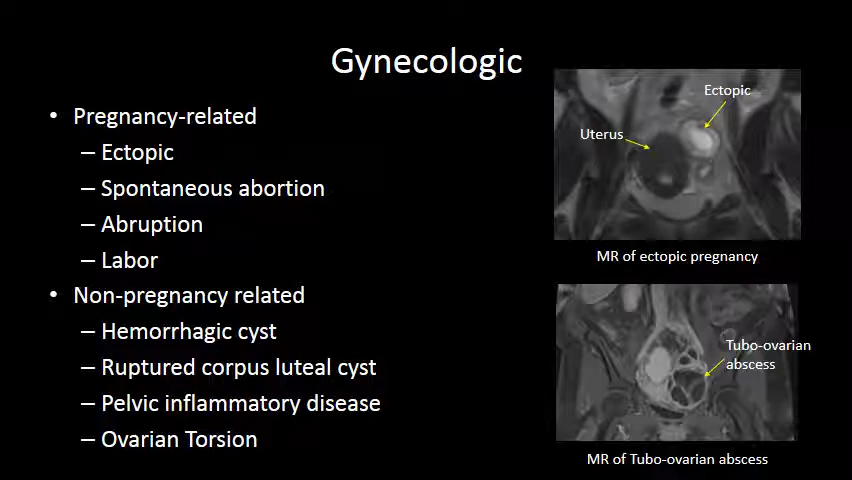 Gynecologic
• Pregnancy-related
– Ectopic
– Spontaneous abortion
– Abruption
– Labor
• Non-pregnancy related
– Hemorrhagic cyst
– Ruptured corpus luteal cyst
– Pelvic inflammatory disease
– Ovarian Torsion
Ectopic
Uterus
MR of ectopic pregnancy
Tubo-ovarian
abscess
MR of Tubo-ovarian abscess